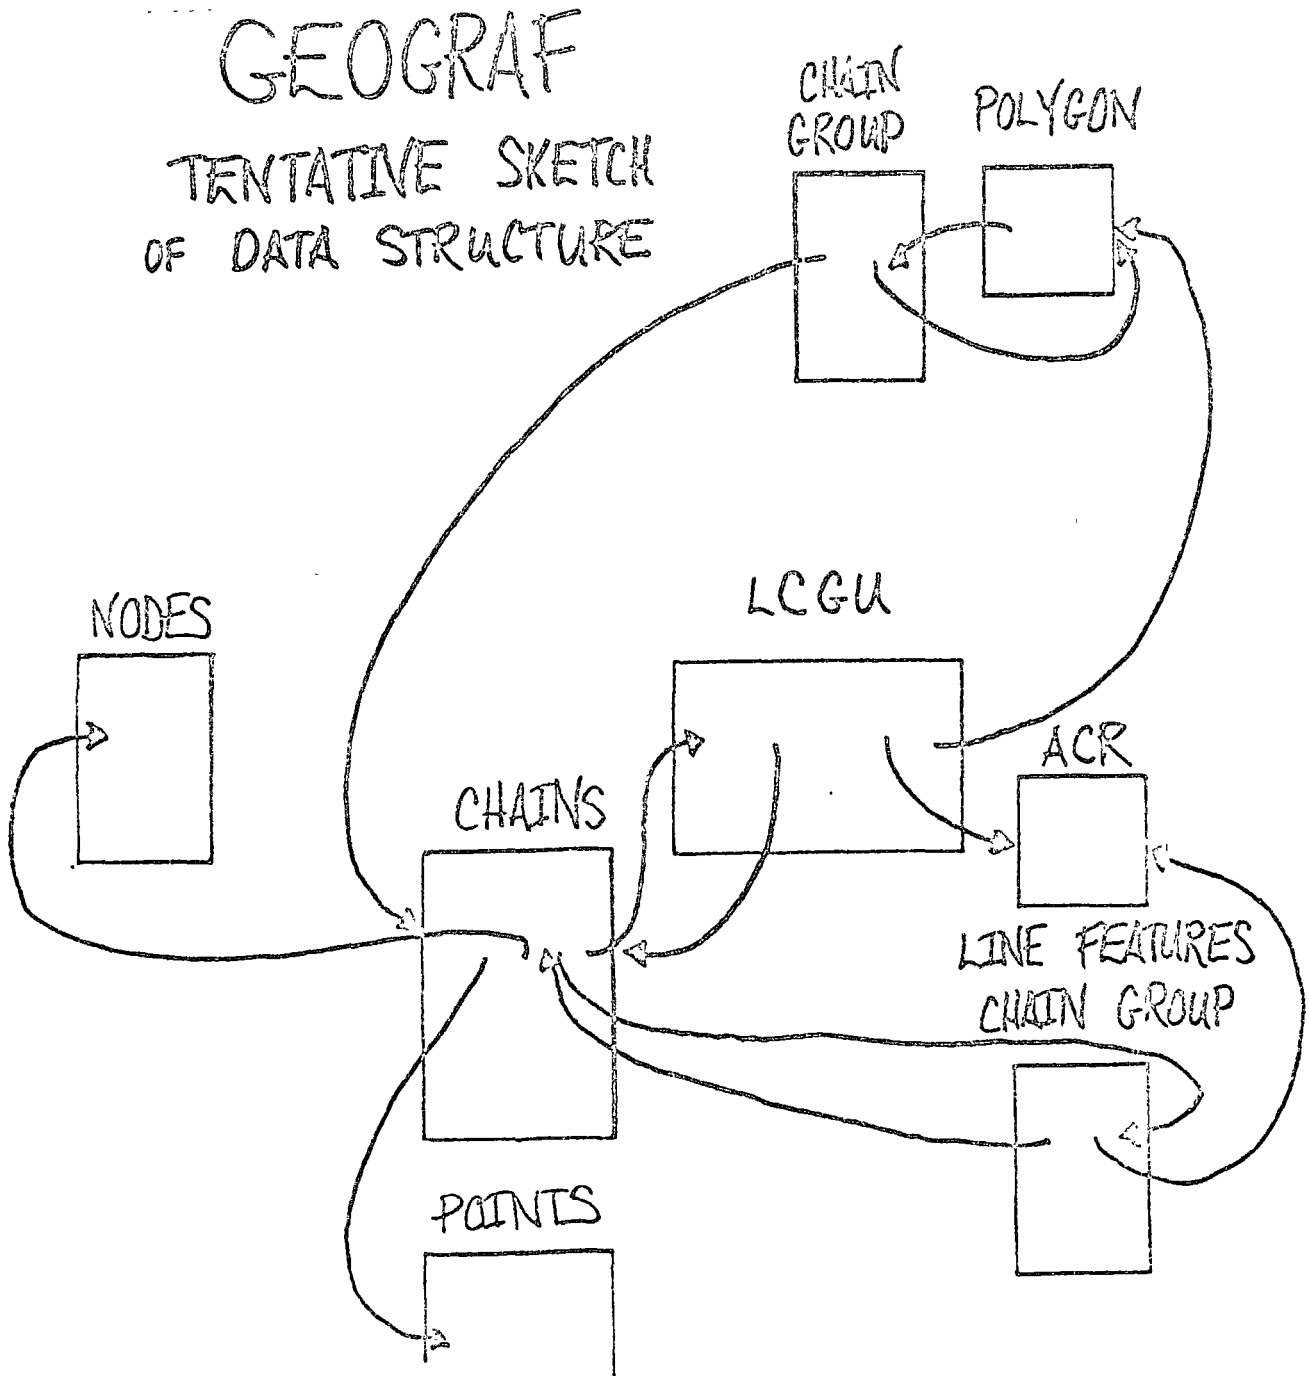 GEOGRAF
TENTATIVE SKETCH
OF DATA STRUCTURE
CHAIN
GROUP
POLYGON
NODES
LCGU
ACR
CHAINS
LINE FEATURES
CHAIN GROUP
POINTS